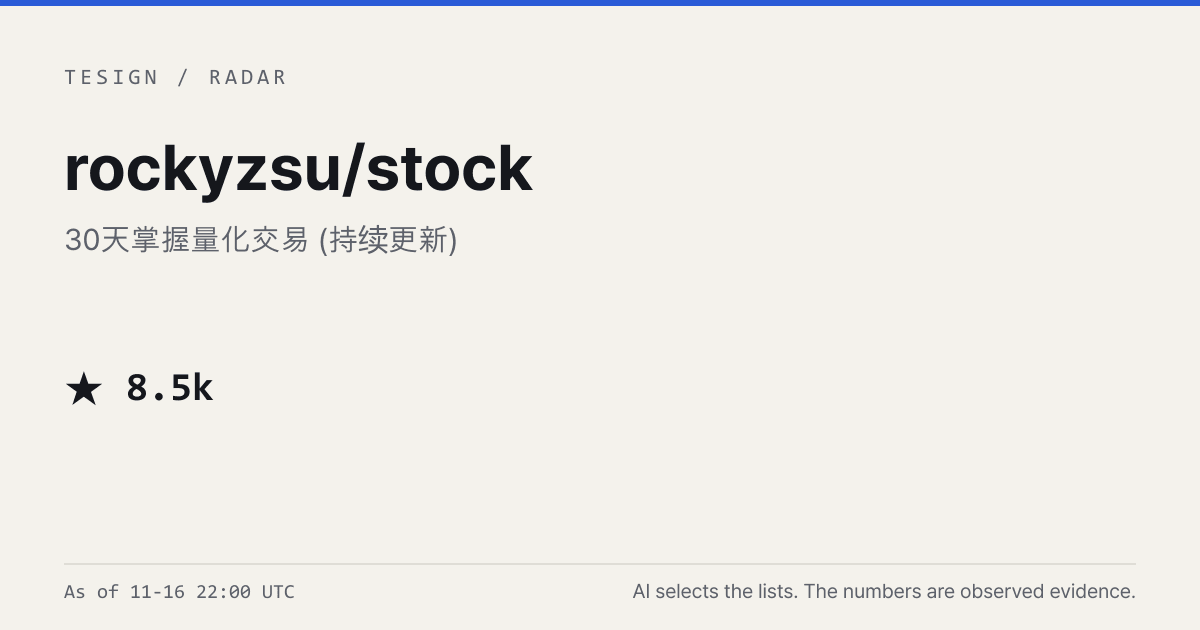 TESIGN / RADAR
rockyzsu/stock
30天掌握量化交易 (持续更新)
★ 8.5k
As of 11-16 22:00 UTC
AI selects the lists. The numbers are observed evidence.